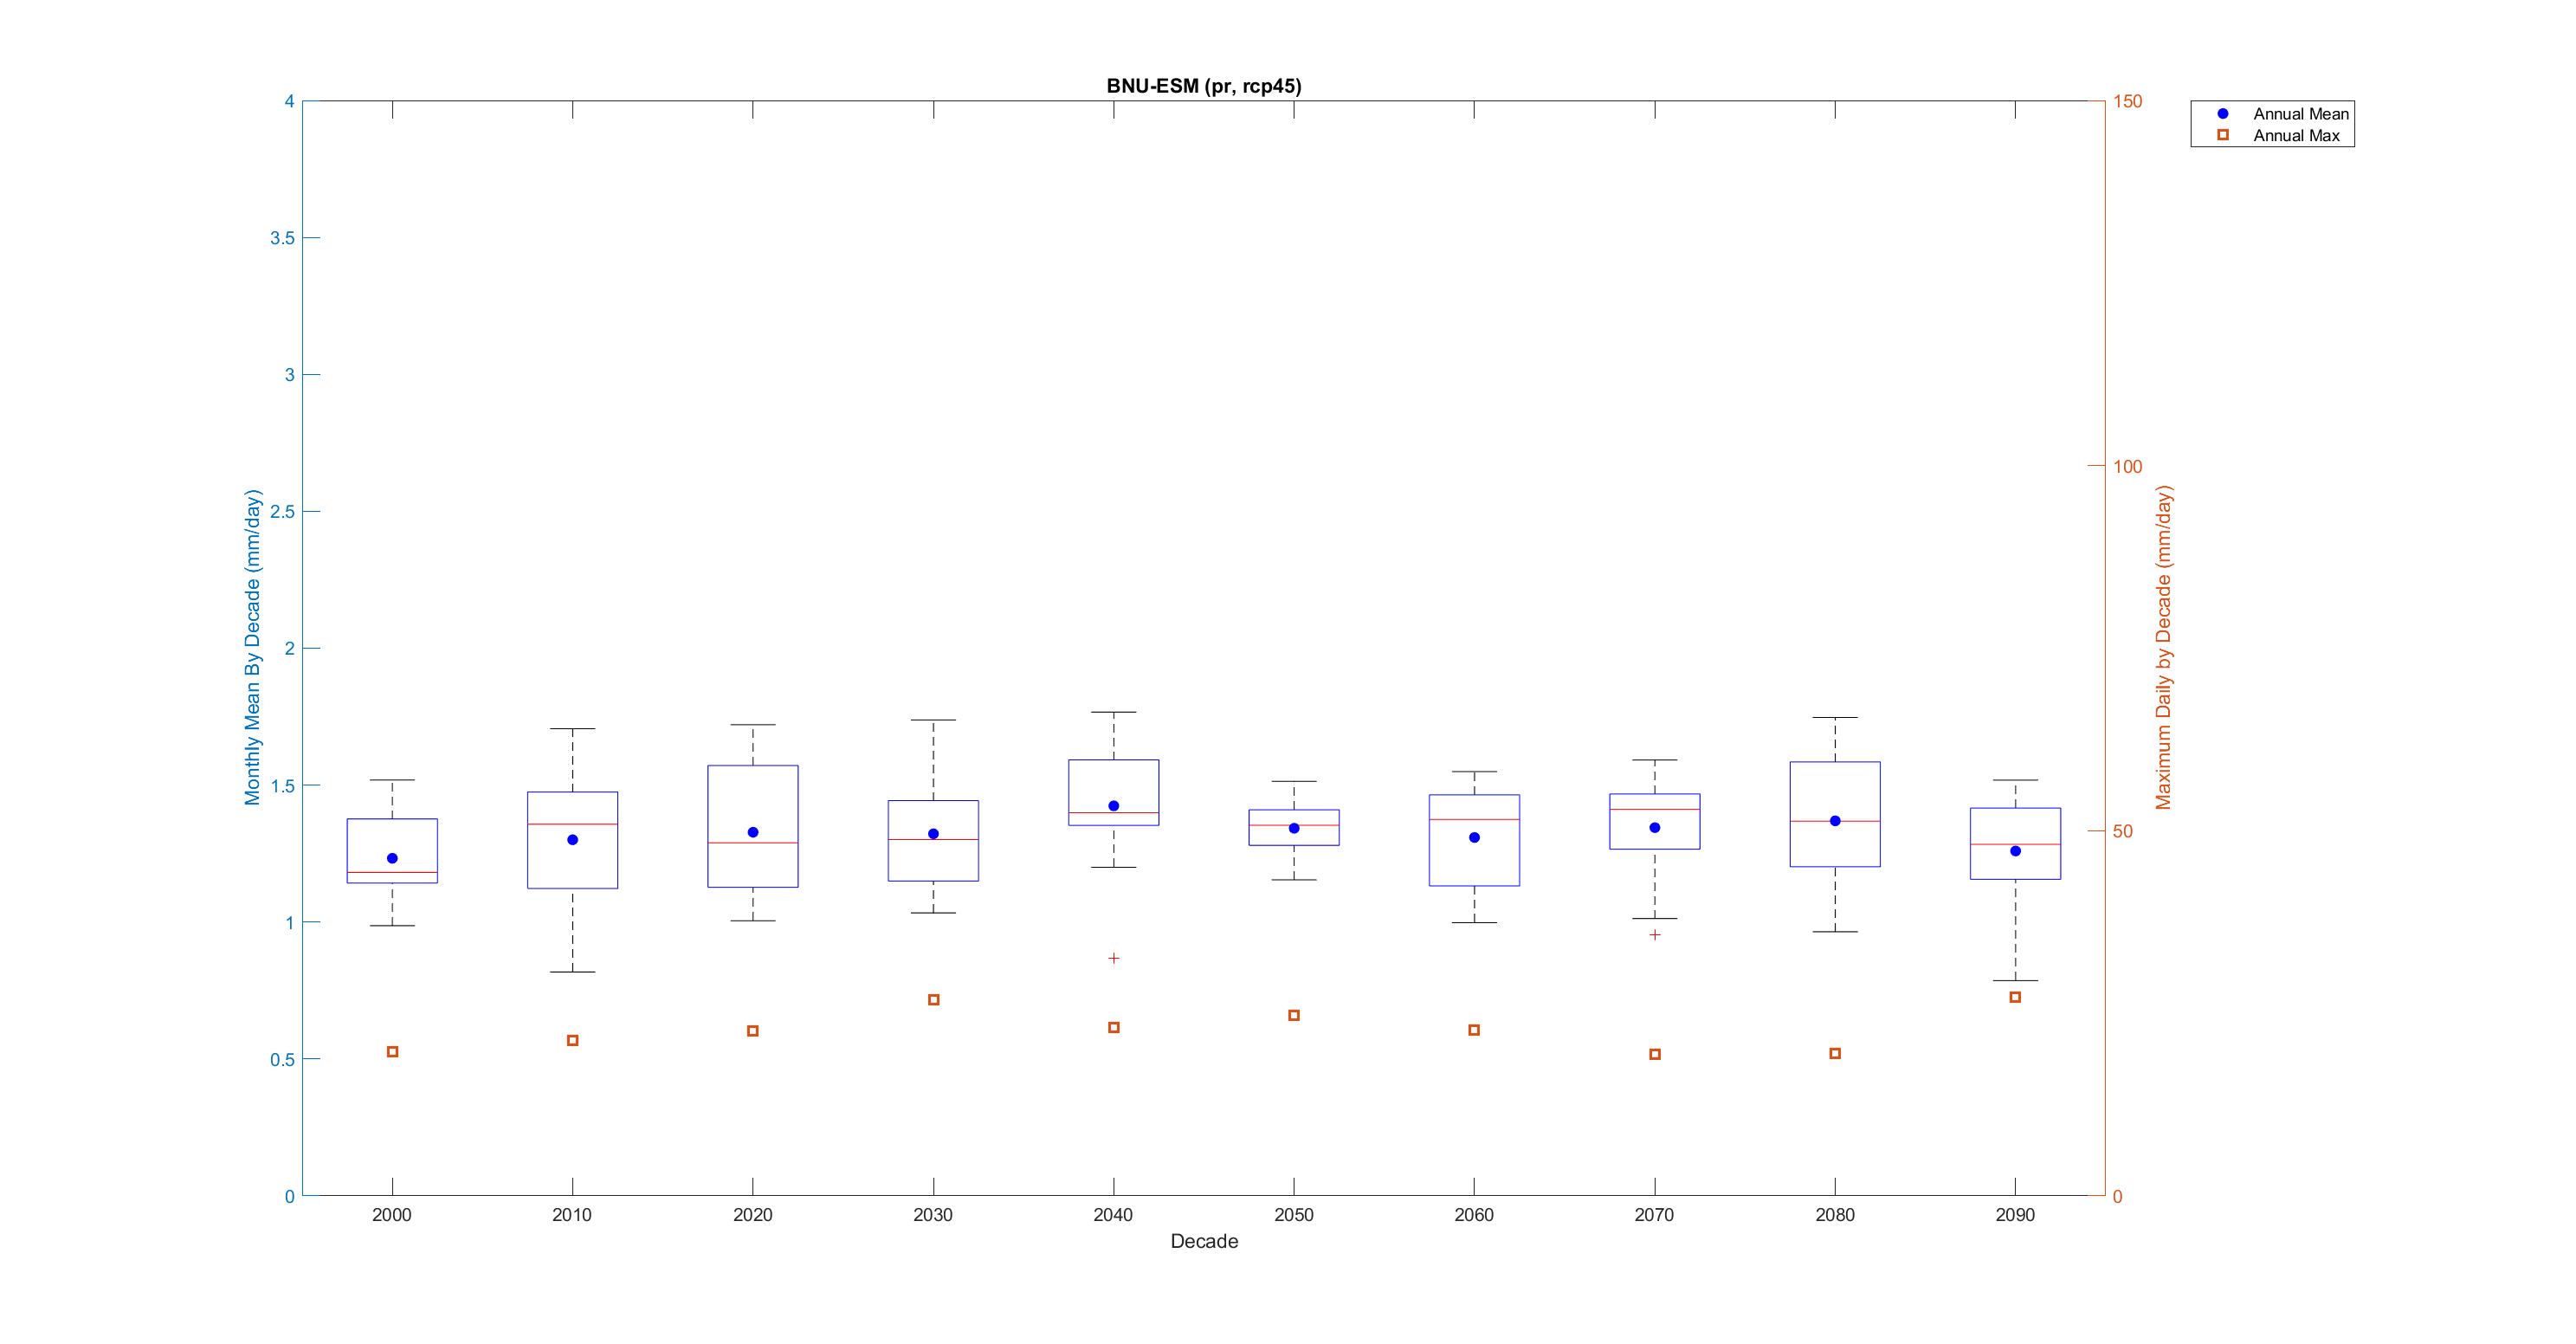 BNU-ESM (pr, rcp45)
Annual Mean
Annual Max
Monthly Mean By Decade (mm/day)
4
3.5
3
2.5
2
1.5
1
0.5
0
Maximum Daily by Decade (mm/day)
150
100
50
0
2000 2010 2020 2030 2040 2050 2060 2070 2080 2090
Decade